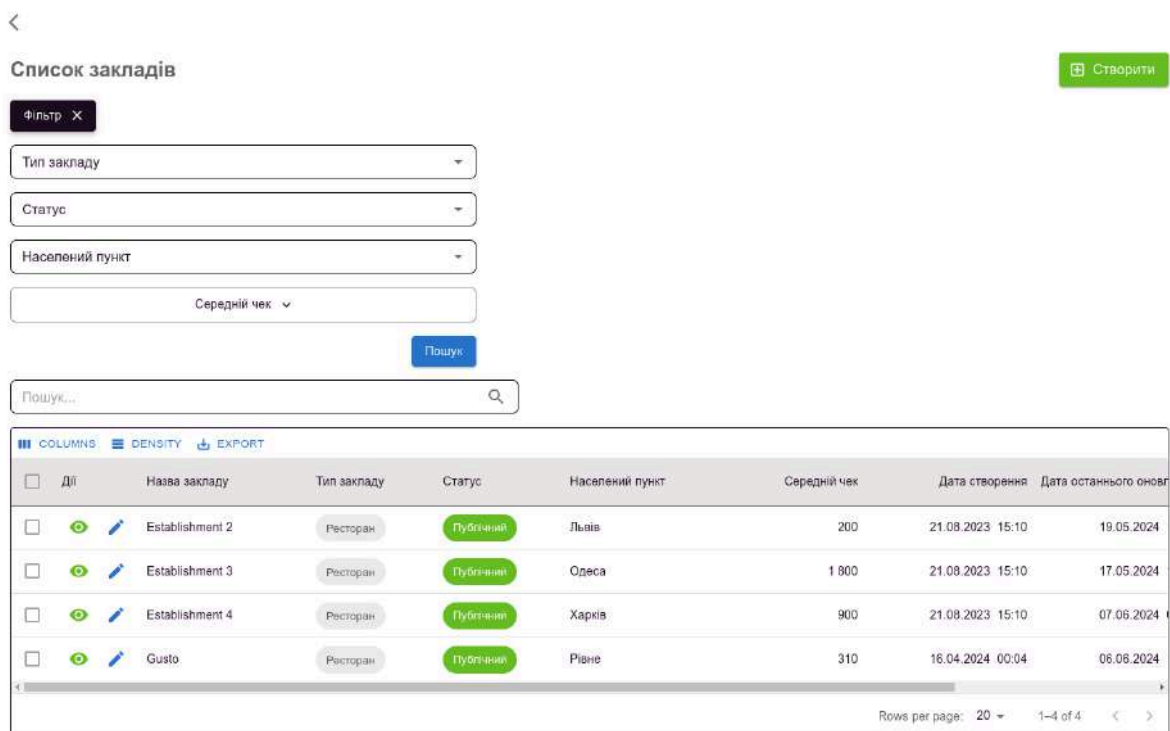 Список закладів
Створити
Фільтр
Тип закладу
Статус
Населений пункт
Середній чек
Пошук
Пошук...
COLUMNS DENSITY EXPORT
Дії Назва закладу Тип закладу Статус Населений пункт Середній чек Дата створення Дата останнього оновл
Establishment 2 Ресторан Публічний Львів 200 21.08.2023 15:10 19.05.2024
Establishment 3 Ресторан Публічний Одеса 1 800 21.08.2023 15:10 17.05.2024
Establishment 4 Ресторан Публічний Харків 900 21.08.2023 15:10 07.06.2024
Gusto Ресторан Публічний Рівне 310 16.04.2024 00:04 06.06.2024
Rows per page: 20 1–4 of 4